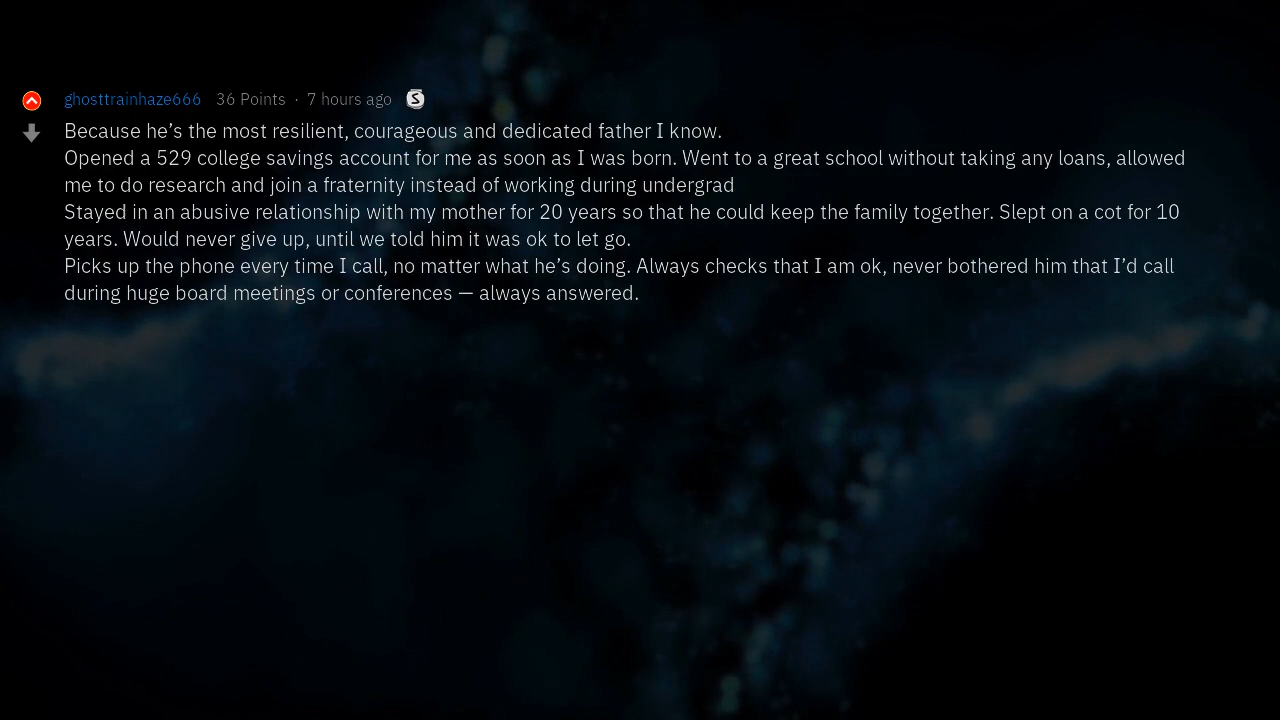 ghosttrainhaze666 36 Points · 7 hours ago S
Because he’s the most resilient, courageous and dedicated father I know.
Opened a 529 college savings account for me as soon as I was born. Went to a great school without taking any loans, allowed
me to do research and join a fraternity instead of working during undergrad
Stayed in an abusive relationship with my mother for 20 years so that he could keep the family together. Slept on a cot for 10
years. Would never give up, until we told him it was ok to let go.
Picks up the phone every time I call, no matter what he’s doing. Always checks that I am ok, never bothered him that I’d call
during huge board meetings or conferences — always answered.